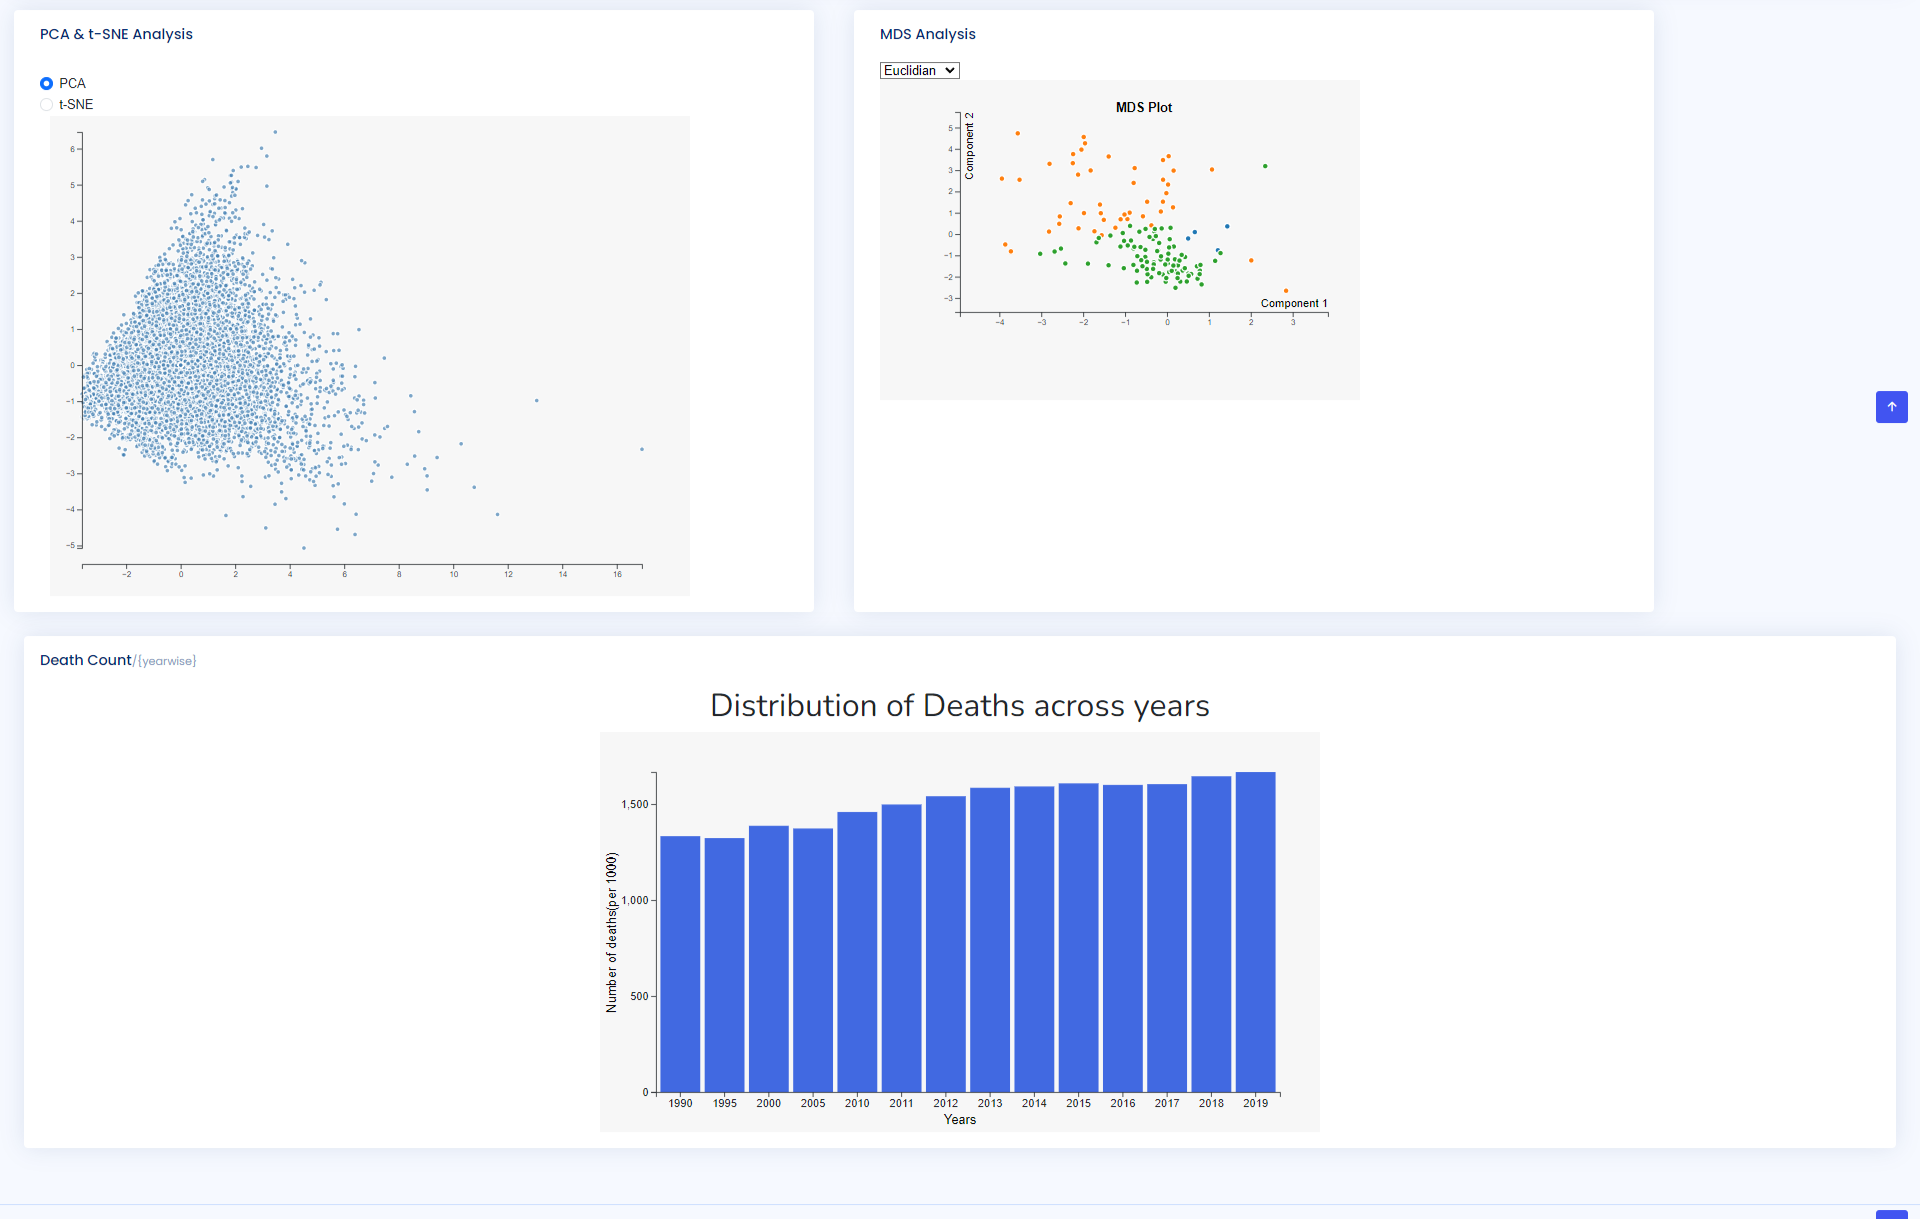 PCA & t-SNE Analysis
PCA
t-SNE
6
5
4
3
2
1
0
−1
−2
−3
−4
−5
−2 0 2 4 6 8 10 12 14 16
MDS Analysis
Euclidian
MDS Plot
Component 2
5
4
3
2
1
0
−1
−2
−3
Component 1
−4 −3 −2 −1 0 1 2 3
Death Count/{yearwise}
Distribution of Deaths across years
Number of deaths(per 1000)
1,500
1,000
500
0
1990 1995 2000 2005 2010 2011 2012 2013 2014 2015 2016 2017 2018 2019
Years